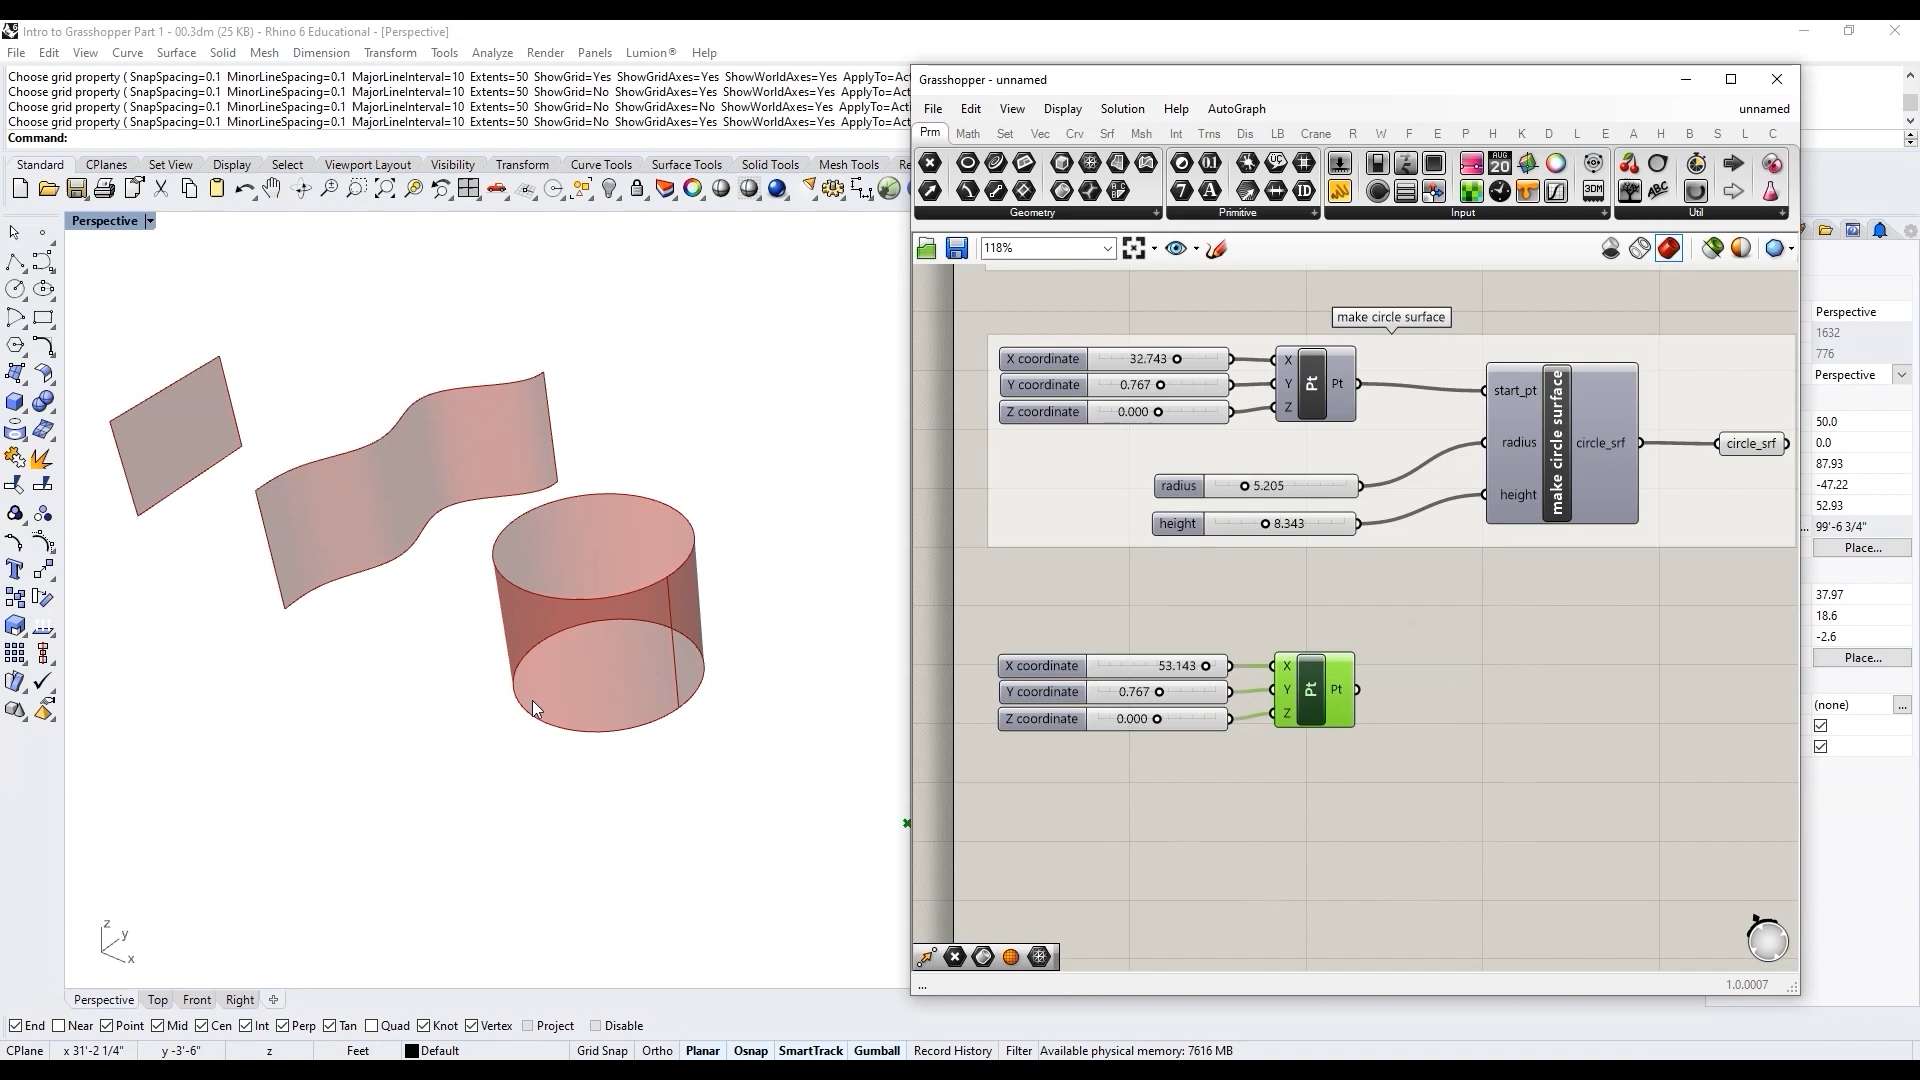 Intro to Grasshopper Part 1 - 00.3dm (25 KB) - Rhino 6 Educational - [Perspective]
File Edit View Curve Surface Solid Mesh Dimension Transform Tools Analyze Render Panels Lumion® Help
Choose grid property ( SnapSpacing=0.1 MinorLineSpacing=0.1 MajorLineInterval=10 Extents=50 ShowGrid=Yes ShowGridAxes=Yes ShowWorldAxes=Yes ApplyTo=Act
Choose grid property ( SnapSpacing=0.1 MinorLineSpacing=0.1 MajorLineInterval=10 Extents=50 ShowGrid=No ShowGridAxes=Yes ShowWorldAxes=Yes ApplyTo=Act
Choose grid property ( SnapSpacing=0.1 MinorLineSpacing=0.1 MajorLineInterval=10 Extents=50 ShowGrid=No ShowGridAxes=No ShowWorldAxes=Yes ApplyTo=Act
Choose grid property ( SnapSpacing=0.1 MinorLineSpacing=0.1 MajorLineInterval=10 Extents=50 ShowGrid=Yes ShowGridAxes=Yes ShowWorldAxes=Yes ApplyTo=Act
Command:
Standard CPlanes Set View Display Select Viewport Layout Visibility Transform Curve Tools Surface Tools Solid Tools Mesh Tools Re
Perspective
Grasshopper - unnamed
File Edit View Display Solution Help AutoGraph unnamed
Prm Math Set Vec Crv Srf Msh Int Trns Dis LB Crane R W F E P H K D L E A H B S L C
Geometry Primitive Input Util
118%
make circle surface
X coordinate 32.743
Y coordinate 0.767
Z coordinate 0.000
X
Y
Z
Pt
Pt
radius 5.205
height 8.343
start_pt
radius
height
make circle surface
circle_srf
circle_srf
X coordinate 53.143
Y coordinate 0.767
Z coordinate 0.000
X
Y
Z
Pt
Pt
...
1.0.0007
Perspective
1632
776
Perspective
50.0
0.0
87.93
-47.22
52.93
99'-6 3/4"
Place...
37.97
18.6
-2.6
Place...
(none) ...
z
y
x
Perspective Top Front Right
End Near Point Mid Cen Int Perp Tan Quad Knot Vertex Project Disable
CPlane x 31'-2 1/4" y -3'-6" z Feet Default Grid Snap Ortho Planar Osnap SmartTrack Gumball Record History Filter Available physical memory: 7616 MB